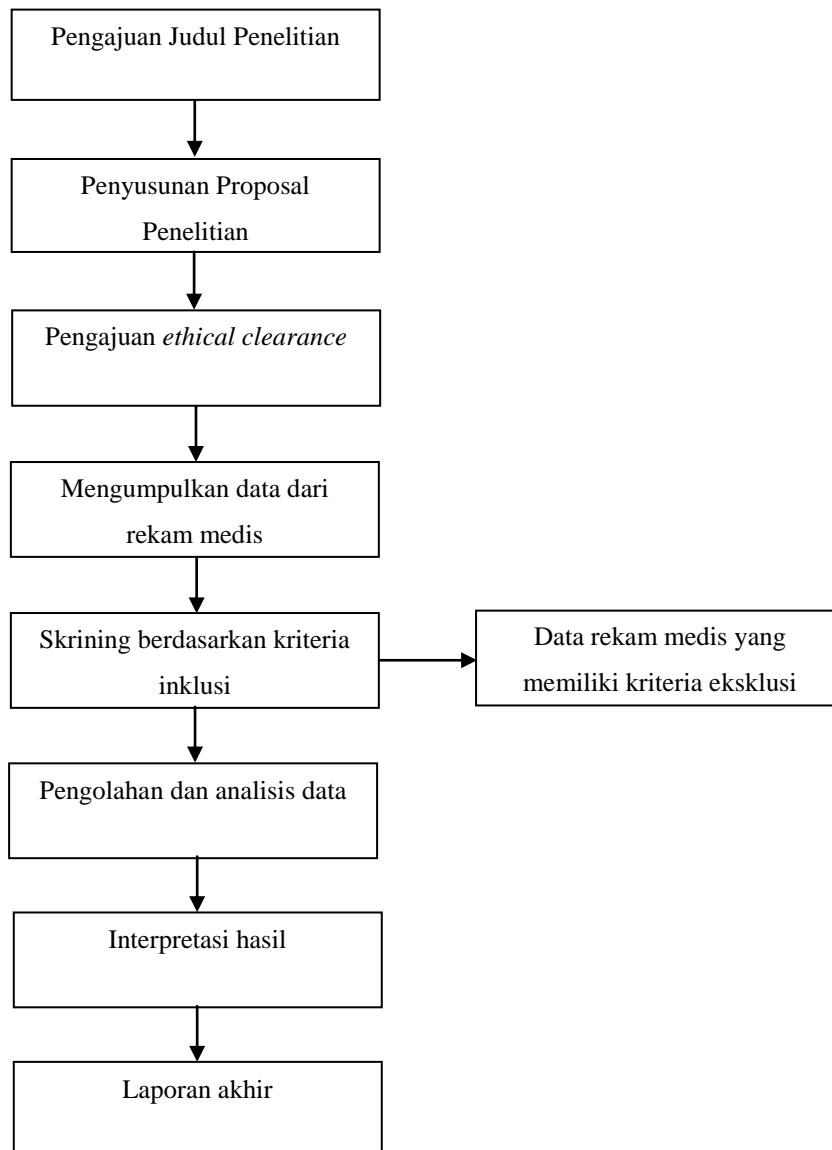 Pengajuan Judul Penelitian
Penyusunan Proposal
Penelitian
Pengajuan ethical clearance
Mengumpulkan data dari
rekam medis
Skrining berdasarkan kriteria
inklusi
Data rekam medis yang
memiliki kriteria eksklusi
Pengolahan dan analisis data
Interpretasi hasil
Laporan akhir